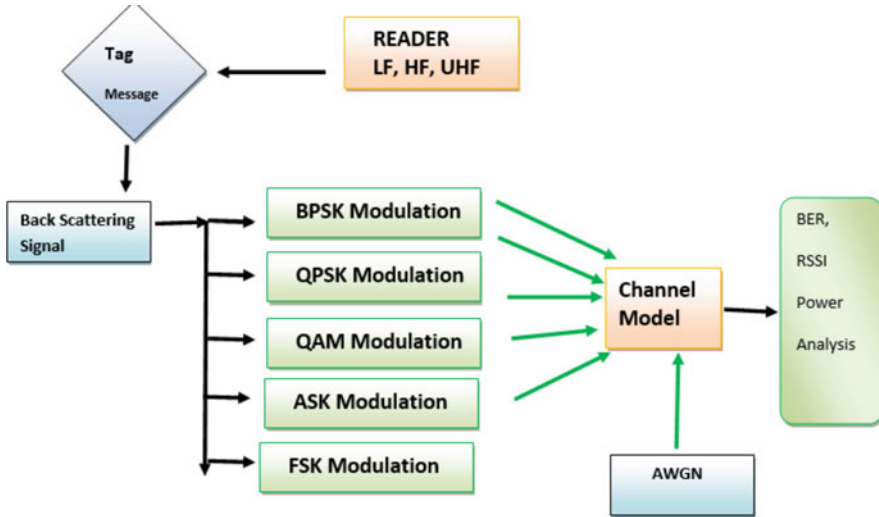 READER
LF, HF, UHF
Tag
Message
Back Scattering
Signal
BPSK Modulation
QPSK Modulation
QAM Modulation
ASK Modulation
FSK Modulation
Channel
Model
AWGN
BER,
RSSI
Power
Analysis